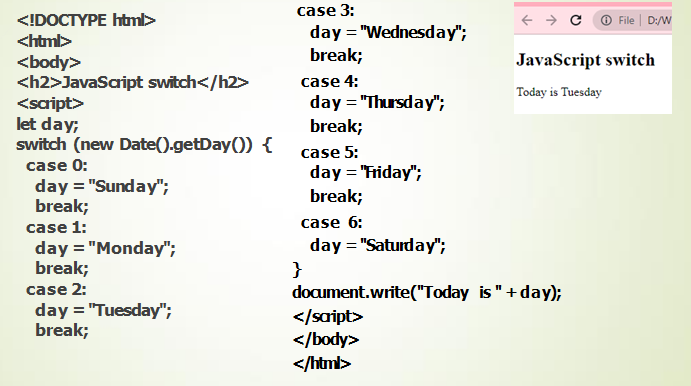 <!DOCTYPE html>
<html>
<body>
<h2>JavaScript switch</h2>
<script>
let day;
switch (new Date().getDay()) {
case 0:
day = "Sunday";
break;
case 1:
day = "Monday";
break;
case 2:
day = "Tuesday";
break;
case 3:
day = "Wednesday";
break;
case 4:
day = "Thursday";
break;
case 5:
day = "Friday";
break;
case 6:
day = "Saturday";
}
document.write("Today is " + day);
</script>
</body>
</html>
File | D:/W
JavaScript switch
Today is Tuesday